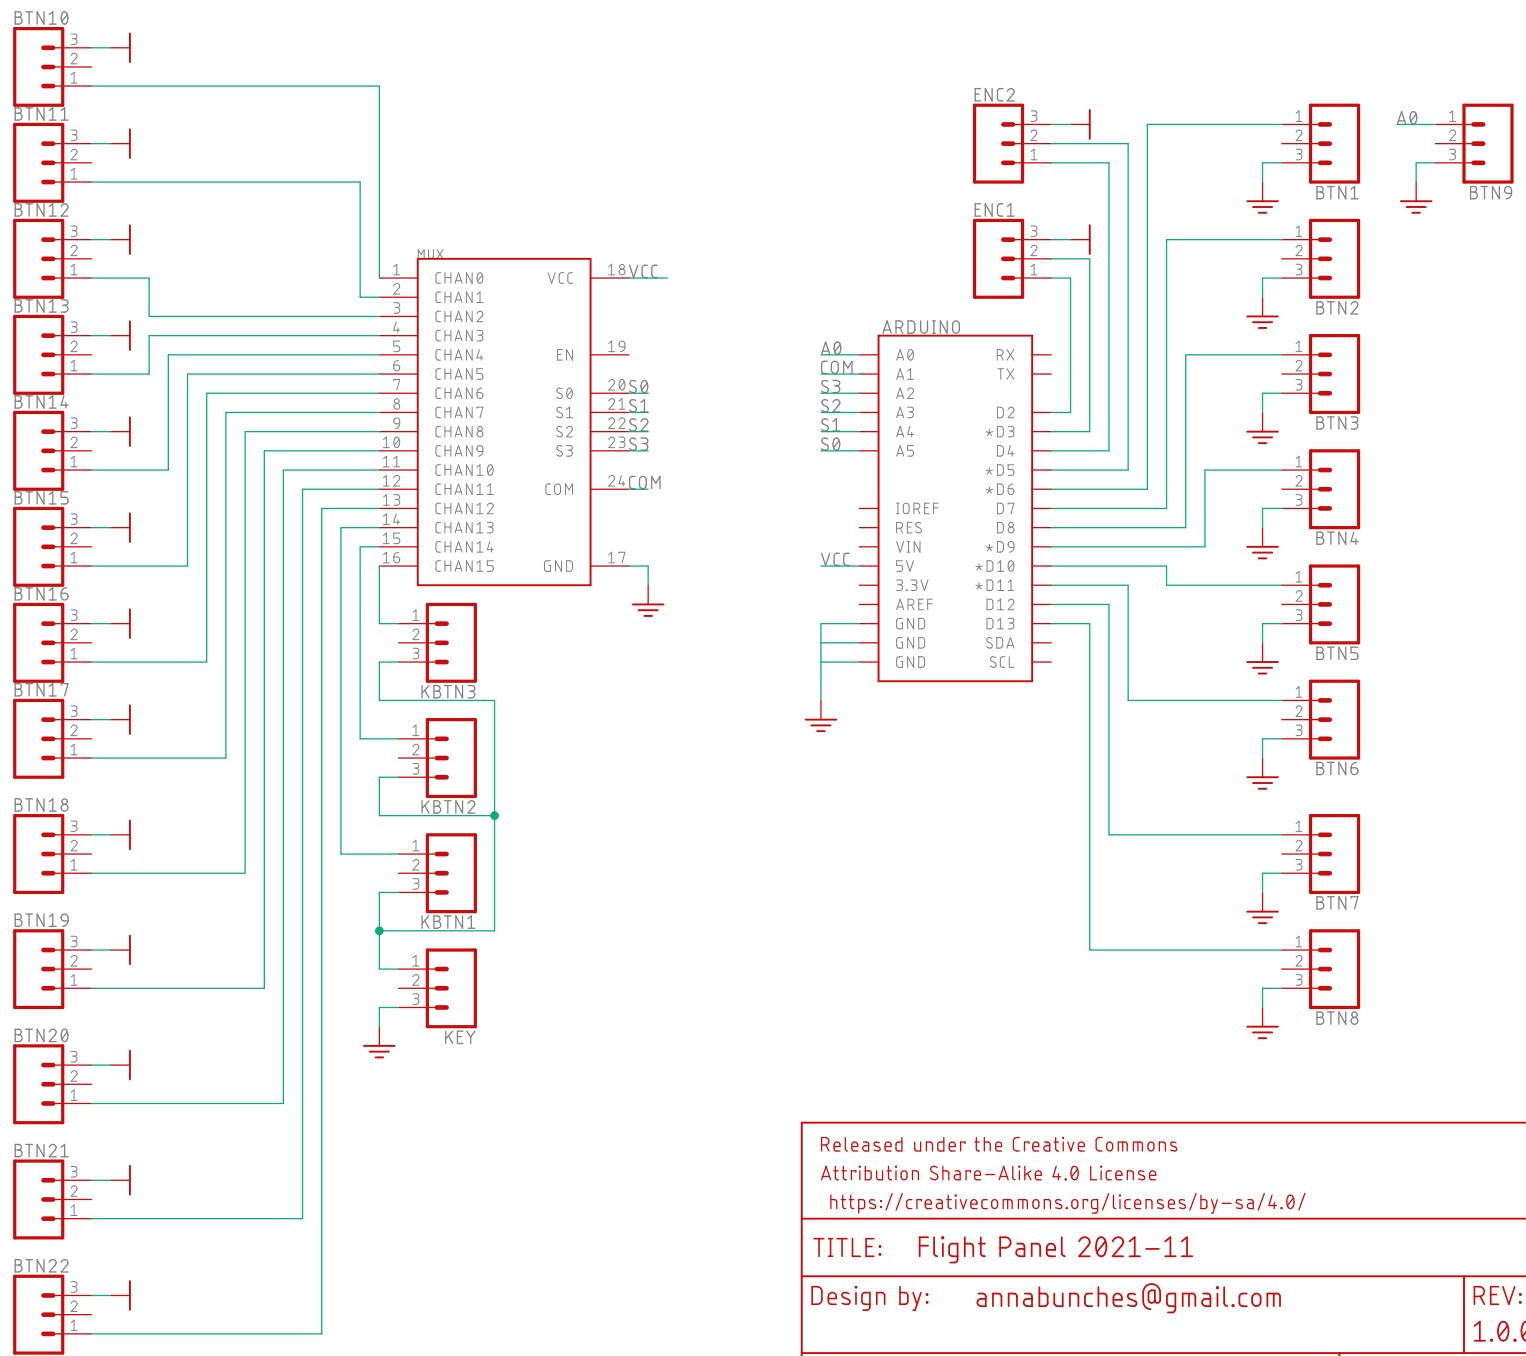 BTN10
3
2
1
BTN11
3
2
1
BTN12
3
2
1
BTN13
3
2
1
BTN14
3
2
1
BTN15
3
2
1
BTN16
3
2
1
BTN17
3
2
1
BTN18
3
2
1
BTN19
3
2
1
BTN20
3
2
1
BTN21
3
2
1
BTN22
3
2
1
MUX
1 CHAN0 VCC 18 VCC
2 CHAN1
3 CHAN2
4 CHAN3
5 CHAN4 EN 19
6 CHAN5
7 CHAN6 S0 20 S0
8 CHAN7 S1 21 S1
9 CHAN8 S2 22 S2
10 CHAN9 S3 23 S3
11 CHAN10
12 CHAN11 COM 24 COM
13 CHAN12
14 CHAN13
15 CHAN14
16 CHAN15 GND 17
1
2
3
KBTN3
1
2
3
KBTN2
1
2
3
KBTN1
1
2
3
KEY
ENC2
3
2
1
ENC1
3
2
1
ARDUINO
A0 A0 RX
COM A1 TX
S3 A2
S2 A3 D2
S1 A4 *D3
S0 A5 D4
*D5
*D6
IOREF D7
RES D8
VIN *D9
VCC 5V *D10
3.3V *D11
AREF D12
GND D13
GND SDA
GND SCL
1
2
3
BTN1
A0 1
2
3
BTN9
1
2
3
BTN2
1
2
3
BTN3
1
2
3
BTN4
1
2
3
BTN5
1
2
3
BTN6
1
2
3
BTN7
1
2
3
BTN8
Released under the Creative Commons
Attribution Share-Alike 4.0 License
https://creativecommons.org/licenses/by-sa/4.0/
TITLE: Flight Panel 2021-11
Design by: annabunches@gmail.com
REV:
1.0.0